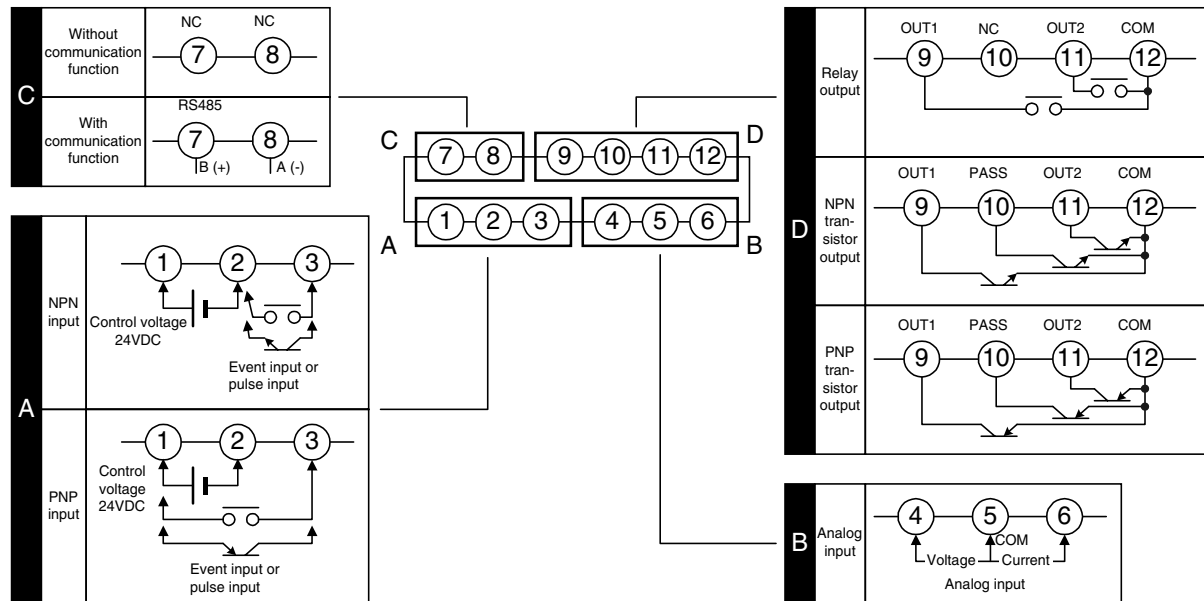 C
Without
communication
function
NC NC
7 8
With
communication
function
RS485
7 8
B (+) A (-)
A
NPN
input
1 2 3
Control voltage
24VDC
Event input or
pulse input
PNP
input
1 2 3
Control
voltage
24VDC
Event input or
pulse input
C D
7 8 9 10 11 12
1 2 3 4 5 6
A B
D
Relay
output
OUT1 NC OUT2 COM
9 10 11 12
NPN
tran-
sistor
output
OUT1 PASS OUT2 COM
9 10 11 12
PNP
tran-
sistor
output
OUT1 PASS OUT2 COM
9 10 11 12
B
Analog
input
4 5 6
COM
Voltage Current
Analog input